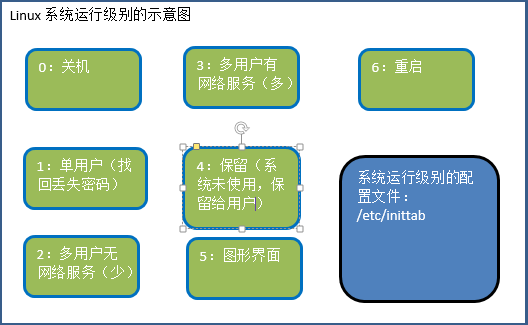 Linux 系统运行级别的示意图
0：关机
3：多用户有
网络服务（多）
6：重启
1：单用户（找
回丢失密码）
4：保留（系
统未使用，保
留给用户）
系统运行级别的配
置文件：
/etc/inittab
2：多用户无
网络服务（少）
5：图形界面